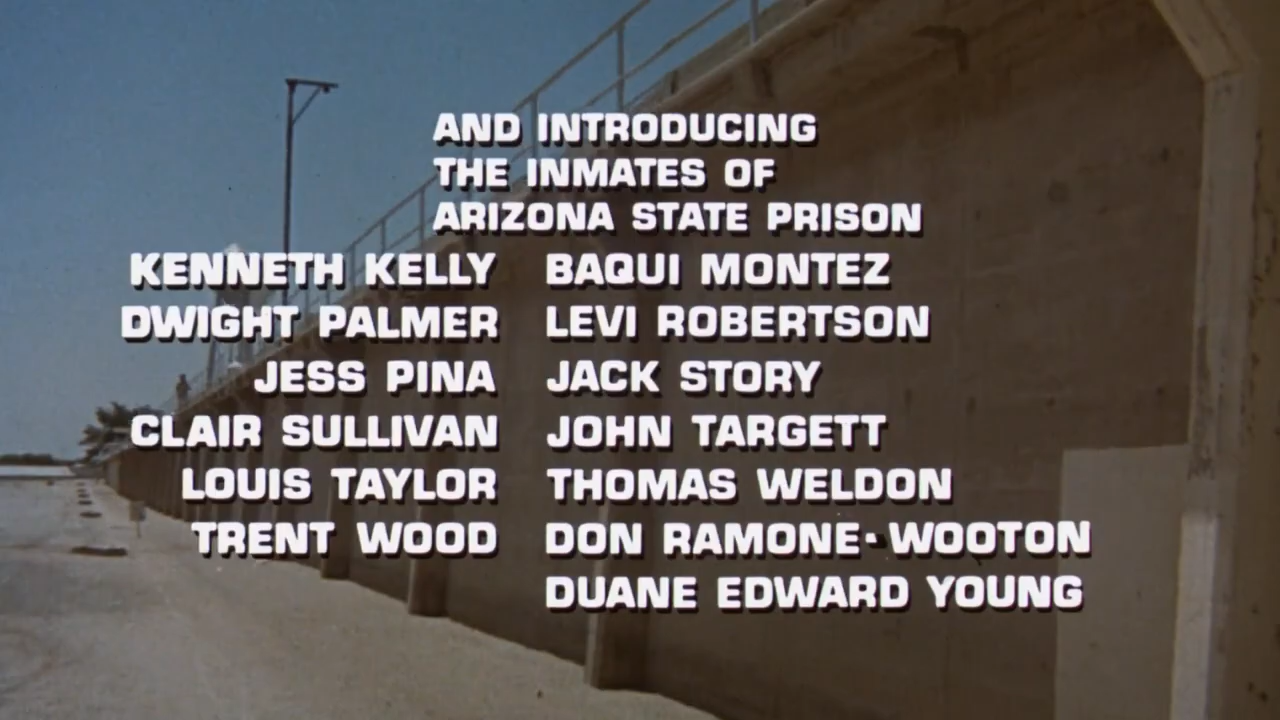 AND INTRODUCING
THE INMATES OF
ARIZONA STATE PRISON
KENNETH KELLY BAQUI MONTEZ
DWIGHT PALMER LEVI ROBERTSON
JESS PINA JACK STORY
CLAIR SULLIVAN JOHN TARGETT
LOUIS TAYLOR THOMAS WELDON
TRENT WOOD DON RAMONE-WOOTON
DUANE EDWARD YOUNG